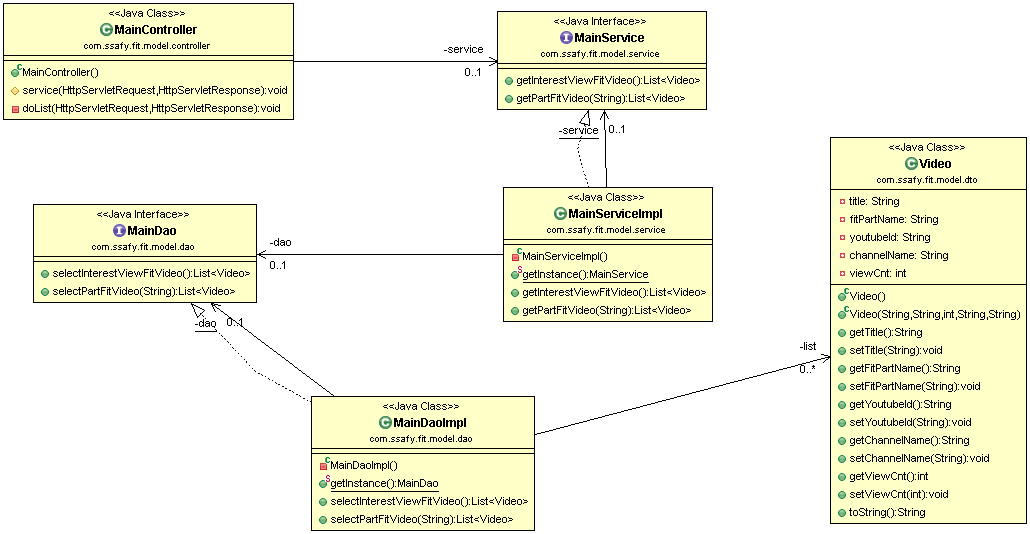 <<Java Class>>
MainController
com.ssafy.fit.model.controller
MainController()
service(HttpServletRequest,HttpServletResponse):void
doList(HttpServletRequest,HttpServletResponse):void
-service
0..1
<<Java Interface>>
MainService
com.ssafy.fit.model.service
getInterestViewFitVideo():List<Video>
getPartFitVideo(String):List<Video>
-service
0..1
<<Java Class>>
MainServiceImpl
com.ssafy.fit.model.service
MainServiceImpl()
getInstance():MainService
getInterestViewFitVideo():List<Video>
getPartFitVideo(String):List<Video>
-dao
0..1
<<Java Interface>>
MainDao
com.ssafy.fit.model.dao
selectInterestViewFitVideo():List<Video>
selectPartFitVideo(String):List<Video>
-dao
0..1
<<Java Class>>
MainDaoImpl
com.ssafy.fit.model.dao
MainDaoImpl()
getInstance():MainDao
selectInterestViewFitVideo():List<Video>
selectPartFitVideo(String):List<Video>
-list
0..*
<<Java Class>>
Video
com.ssafy.fit.model.dto
title: String
fitPartName: String
youtubeId: String
channelName: String
viewCnt: int
Video()
Video(String,String,int,String,String)
getTitle():String
setTitle(String):void
getFitPartName():String
setFitPartName(String):void
getYoutubeId():String
setYoutubeId(String):void
getChannelName():String
setChannelName(String):void
getViewCnt():int
setViewCnt(int):void
toString():String